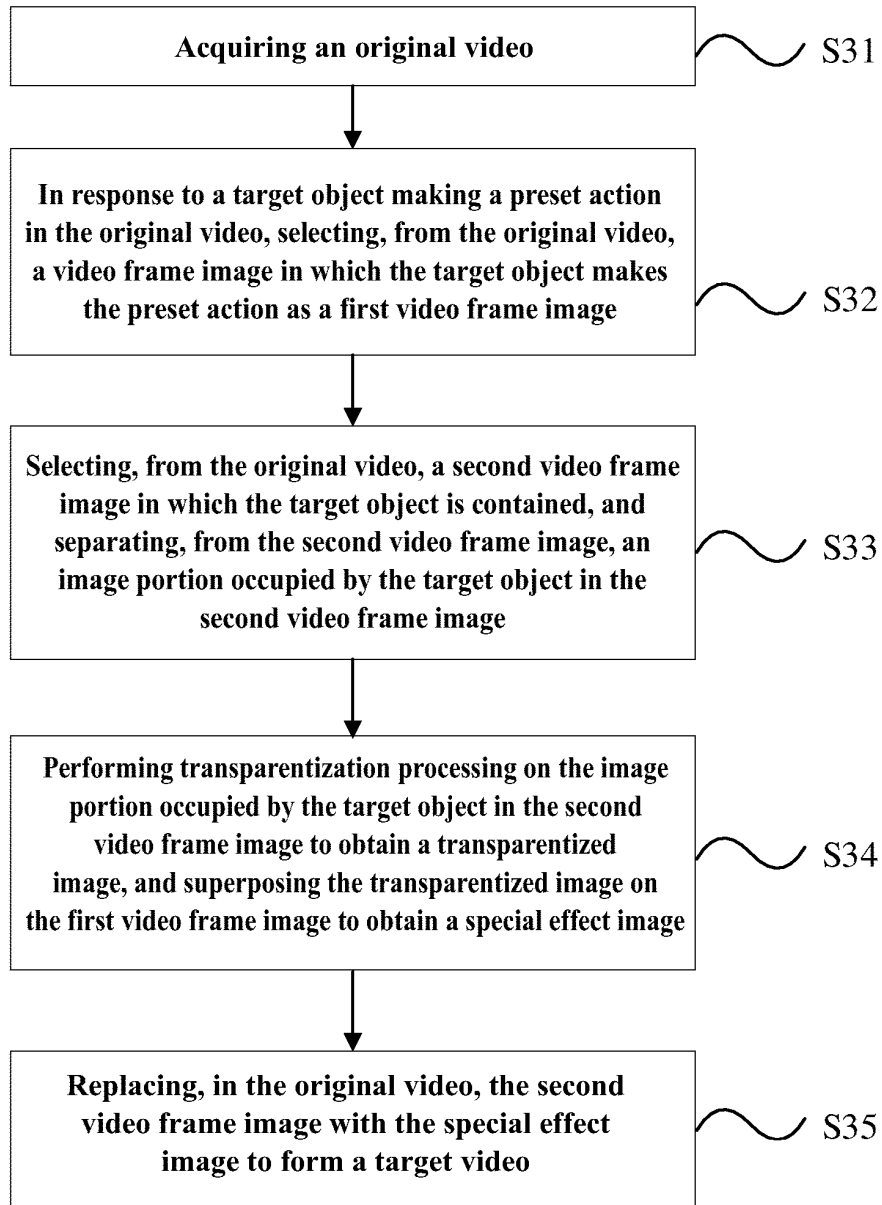 Acquiring an original video
S31
In response to a target object making a preset action
in the original video, selecting, from the original video,
a video frame image in which the target object makes
the preset action as a first video frame image
S32
Selecting, from the original video, a second video frame
image in which the target object is contained, and
separating, from the second video frame image, an
image portion occupied by the target object in the
second video frame image
S33
Performing transparentization processing on the image
portion occupied by the target object in the second
video frame image to obtain a transparentized
image, and superposing the transparentized image on
the first video frame image to obtain a special effect image
S34
Replacing, in the original video, the second
video frame image with the special effect
image to form a target video
S35